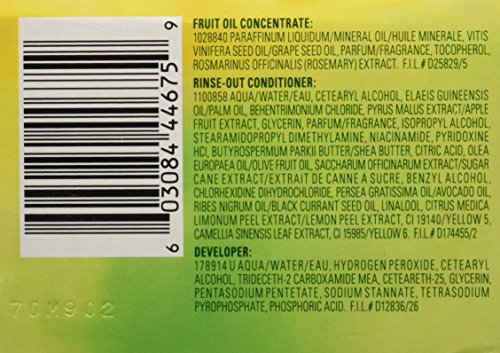 FRUIT OIL CONCENTRATE:
1028840 PARAFFINUM LIQUIDUM/MINERAL OIL/HUILE MINERALE, VITIS
VINIFERA SEED OIL/GRAPE SEED OIL, PARFUM/FRAGRANCE, TOCOPHEROL,
ROSMARINUS OFFICINALIS (ROSEMARY) EXTRACT. F.I.L.# D25829/5
RINSE-OUT CONDITIONER:
1100858 AQUA/WATER/EAU, CETEARYL ALCOHOL, ELAEIS GUINEENSIS
OIL/PALM OIL, BEHENTRIMONIUM CHLORIDE, PYRUS MALUS EXTRACT/APPLE
FRUIT EXTRACT, GLYCERIN, PARFUM/FRAGRANCE, ISOPROPYL ALCOHOL,
STEARAMIDOPROPYL DIMETHYLAMINE, NIACINAMIDE, PYRIDOXINE
HCI, BUTYROSPERMUM PARKII BUTTER/SHEA BUTTER, CITRIC ACID, OLEA
EUROPAEA OIL/OLIVE FRUIT OIL, SACCHARUM OFFICINARUM EXTRACT/SUGAR
CANE EXTRACT/EXTRAIT DE CANNE A SUCRE, BENZYL ALCOHOL,
CHLORHEXIDINE DIHYDROCHLORIDE, PERSEA GRATISSIMA OIL/AVOCADO OIL,
RIBES NIGRUM OIL/BLACK CURRANT SEED OIL, LINALOOL, CITRUS MEDICA
LIMONUM PEEL EXTRACT/LEMON PEEL EXTRACT, CI 19140/YELLOW 5,
CAMELLIA SINENSIS LEAF EXTRACT, CI 15985/YELLOW 6. F.I.L.# D174455/2
DEVELOPER:
178914 U AQUA/WATER/EAU, HYDROGEN PEROXIDE, CETEARYL
ALCOHOL, TRIDECETH-2 CARBOXAMIDE MEA, CETEARETH-25, GLYCERIN,
PENTASODIUM PENTETATE, SODIUM STANNATE, TETRASODIUM
PYROPHOSPHATE, PHOSPHORIC ACID. F.I.L.# D12836/26
6 03084 44675 9
70M902